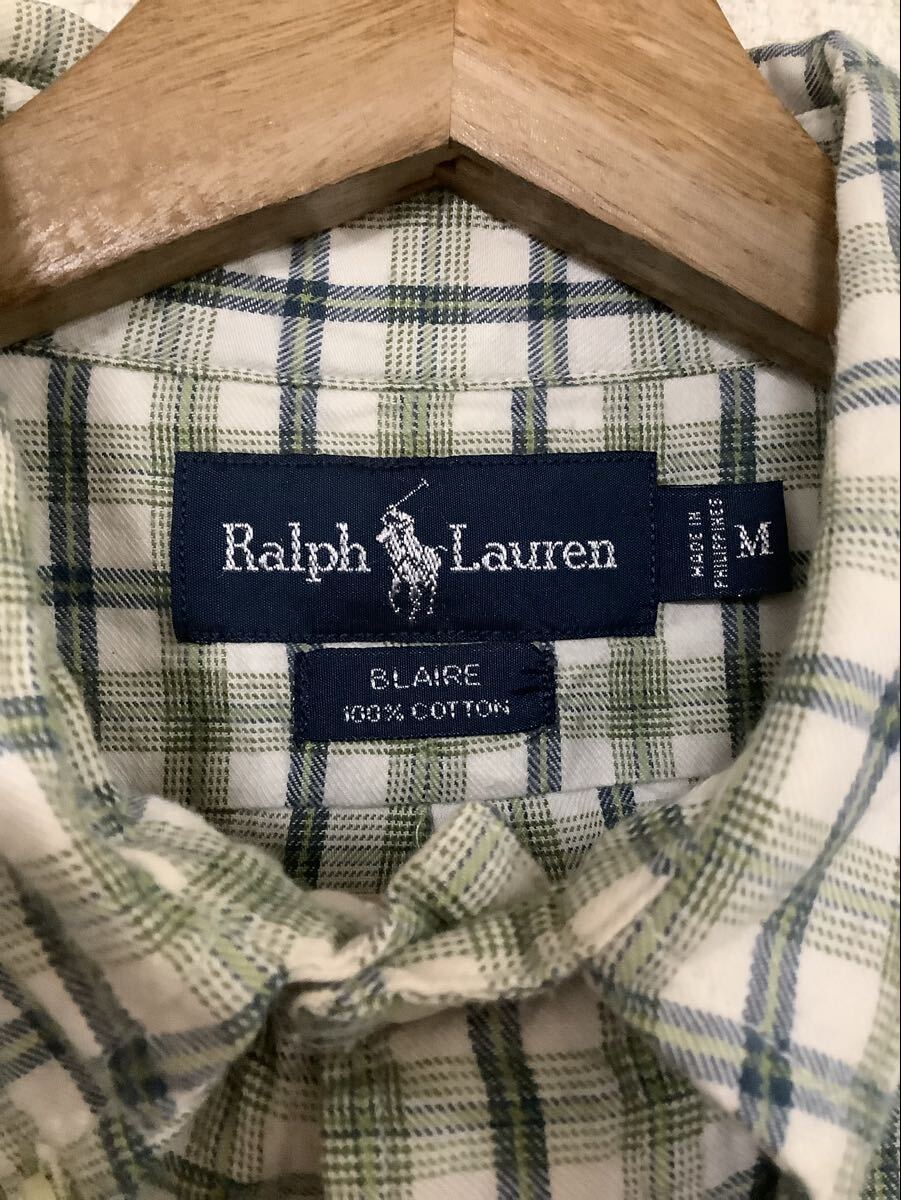 Ralph Lauren
MADE IN
PHILIPPINES
M
BLAIRE
100% COTTON